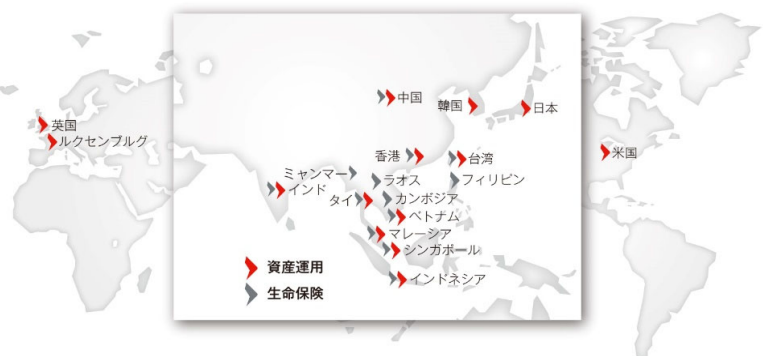 英国
ルクセンブルグ
中国
韓国
日本
香港
台湾
米国
ミャンマー
ラオス
フィリピン
インド
タイ
カンボジア
ベトナム
マレーシア
シンガポール
インドネシア
資産運用
生命保険